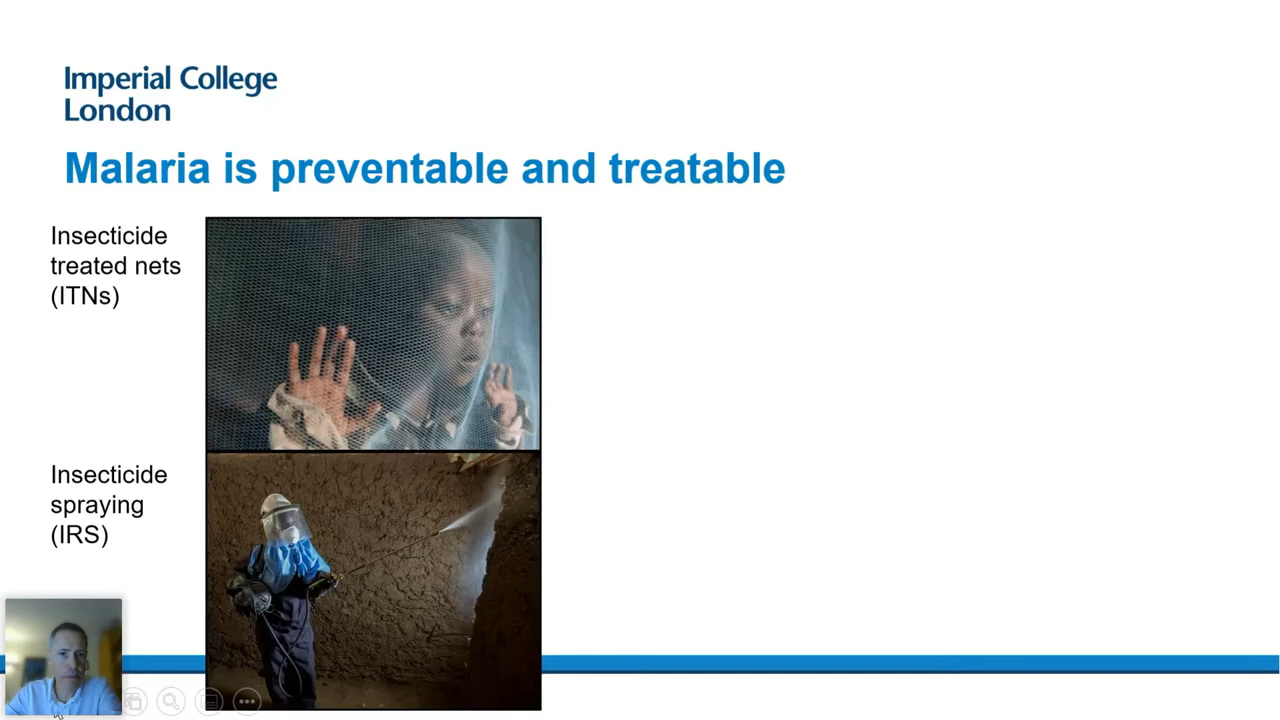 Imperial College
London
Malaria is preventable and treatable
Insecticide
treated nets
(ITNs)
Insecticide
spraying
(IRS)